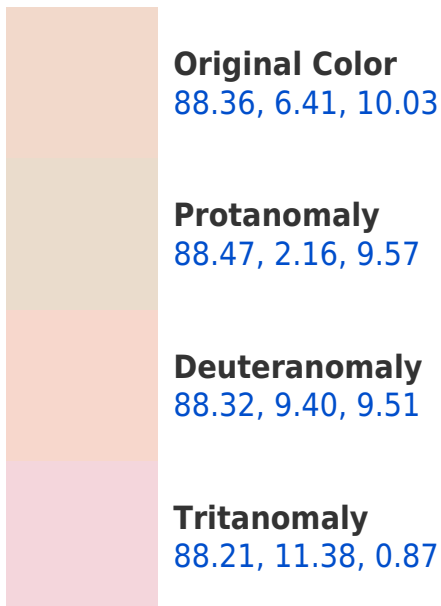 Original Color
88.36, 6.41, 10.03
Protanomaly
88.47, 2.16, 9.57
Deuteranomaly
88.32, 9.40, 9.51
Tritanomaly
88.21, 11.38, 0.87